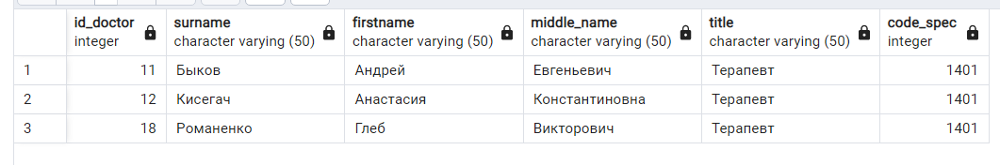 id_doctor surname firstname middle_name title code_spec
integer character varying (50) character varying (50) character varying (50) character varying (50) integer
1 11 Быков Андрей Евгеньевич Терапевт 1401
2 12 Кисегач Анастасия Константиновна Терапевт 1401
3 18 Романенко Глеб Викторович Терапевт 1401